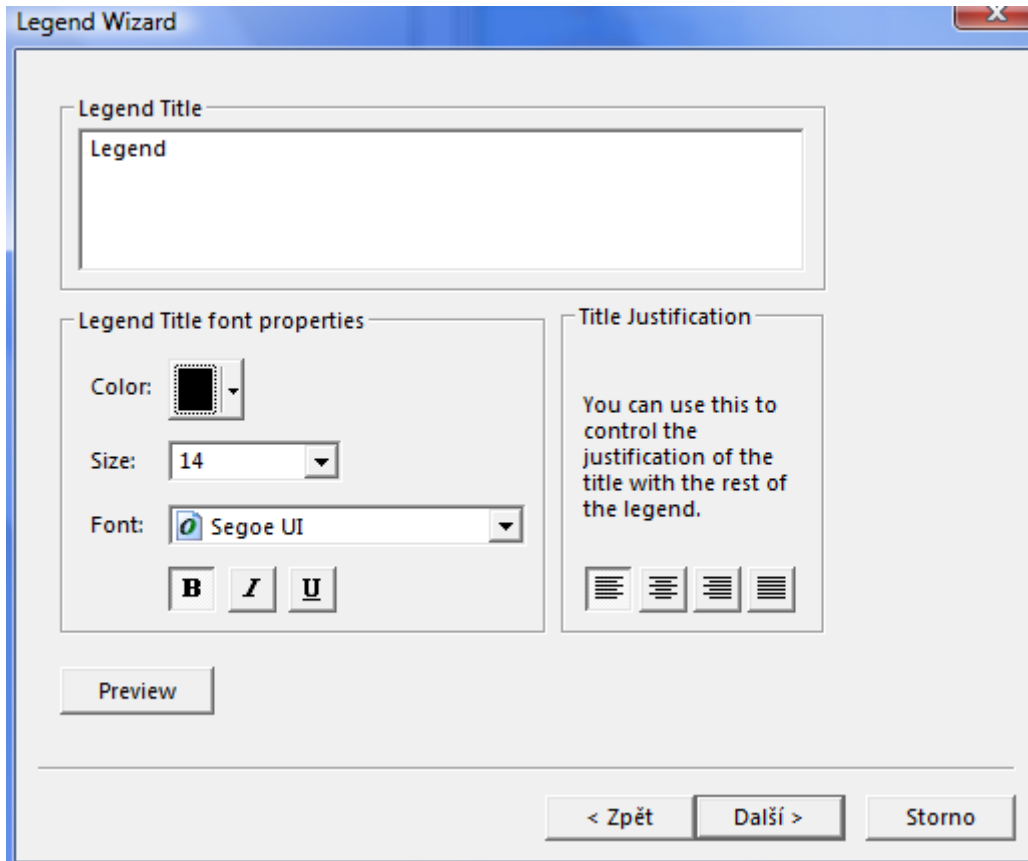 Legend Wizard
X
Legend Title
Legend
Legend Title font properties
Color:
Size: 14
Font: O Segoe UI
B I U
Title Justification
You can use this to
control the
justification of the
title with the rest of
the legend.
Preview
< Zpět Další > Storno